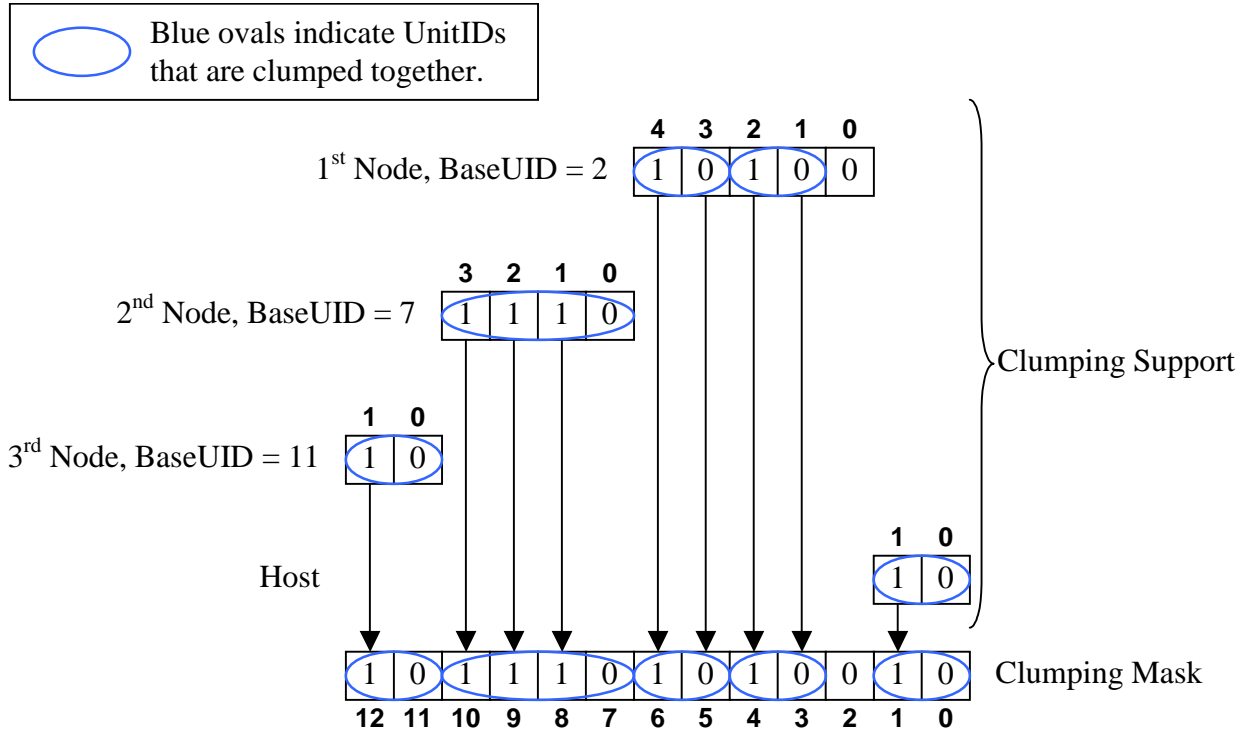 Blue ovals indicate UnitIDs
that are clumped together.
4 3 2 1 0
1st Node, BaseUID = 2 1 0 1 0 0
3 2 1 0
2nd Node, BaseUID = 7 1 1 1 0
Clumping Support
1 0
3rd Node, BaseUID = 11 1 0
1 0
Host 1 0
1 0 1 1 1 0 1 0 1 0 0 1 0 Clumping Mask
12 11 10 9 8 7 6 5 4 3 2 1 0